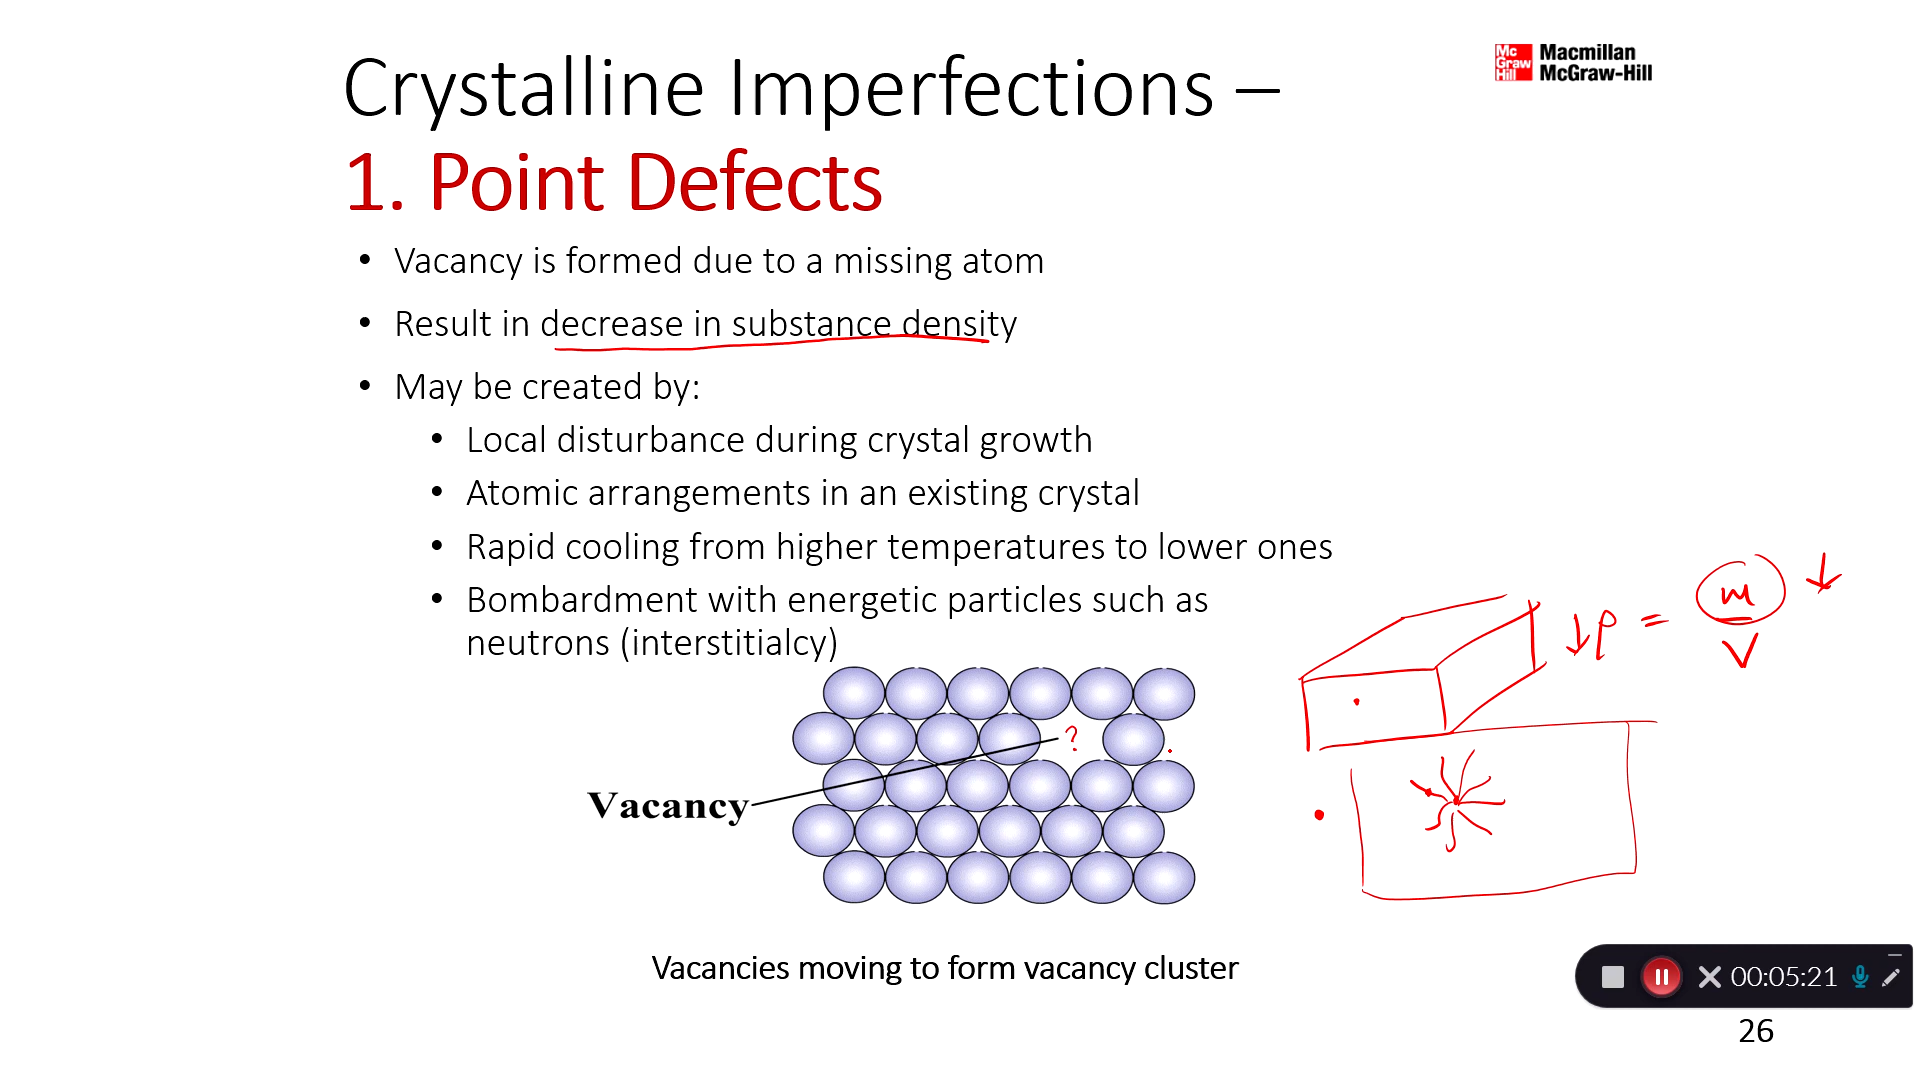 Crystalline Imperfections –
1. Point Defects
Mc Graw Hill
Macmillan
McGraw-Hill
• Vacancy is formed due to a missing atom
• Result in decrease in substance density
• May be created by:
• Local disturbance during crystal growth
• Atomic arrangements in an existing crystal
• Rapid cooling from higher temperatures to lower ones
• Bombardment with energetic particles such as
neutrons (interstitialcy)
↓ρ = m ↓
V
?
Vacancy
Vacancies moving to form vacancy cluster
00:05:21
26